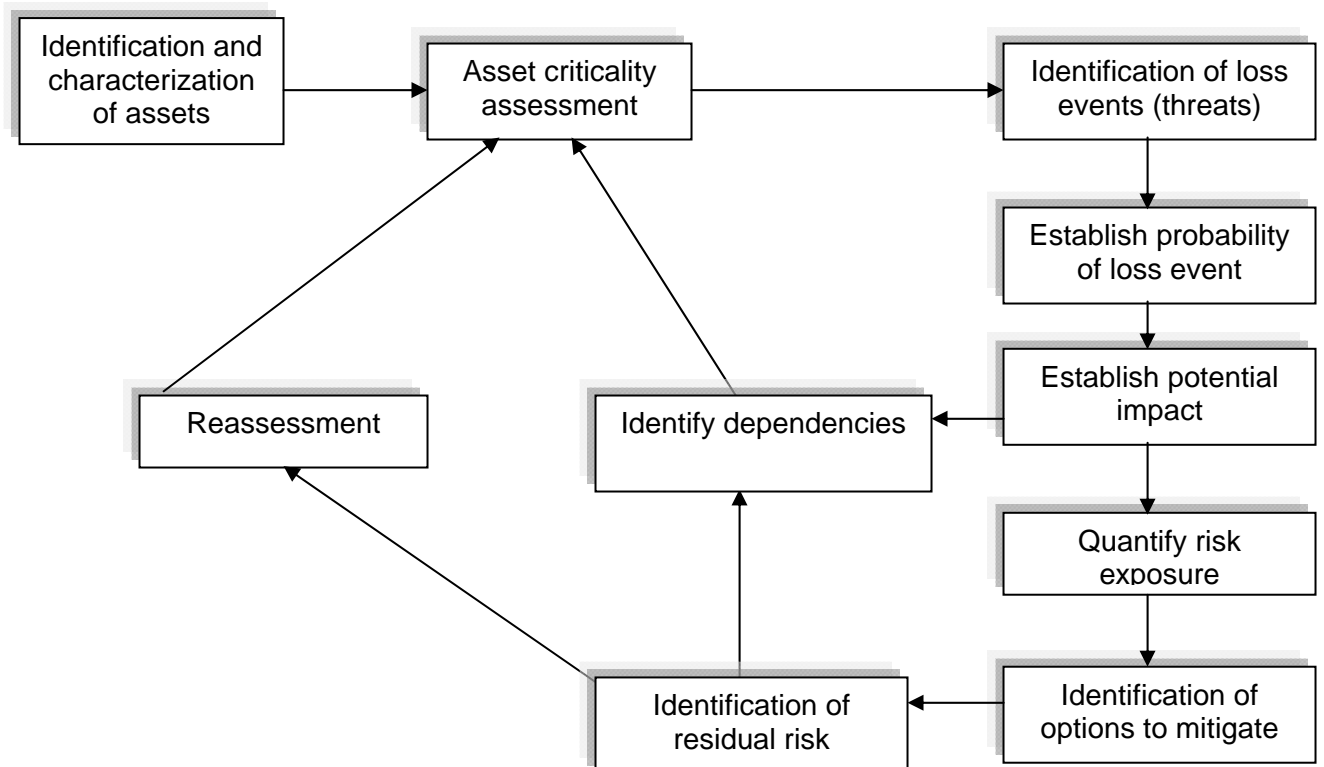 Identification and
characterization
of assets
Asset criticality
assessment
Identification of loss
events (threats)
Establish probability
of loss event
Establish potential
impact
Reassessment
Identify dependencies
Quantify risk
exposure
Identification of
residual risk
Identification of
options to mitigate